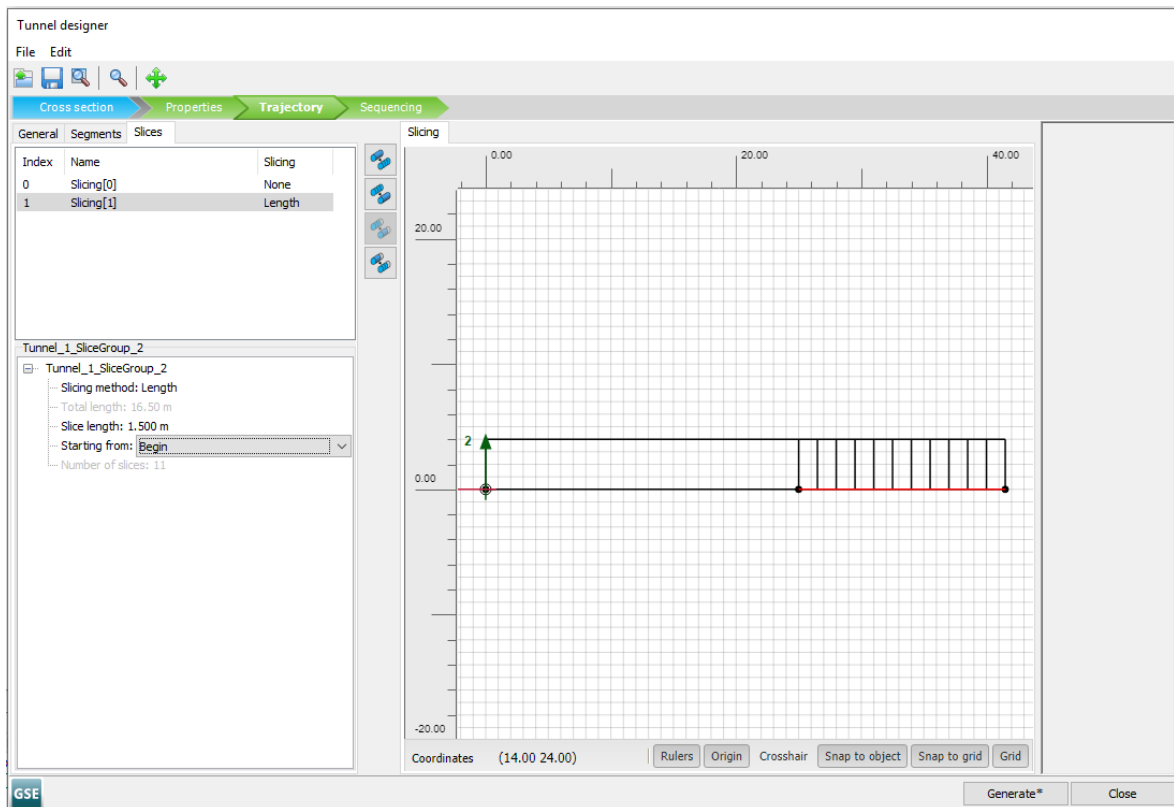 Tunnel designer
File Edit
Cross section Properties Trajectory Sequencing
General Segments Slices
Index Name Slicing
0 Slicing[0] None
1 Slicing[1] Length
Tunnel_1_SliceGroup_2
Tunnel_1_SliceGroup_2
Slicing method: Length
Total length: 16.50 m
Slice length: 1.500 m
Starting from: Begin
Number of slices: 11
Slicing
0.00 20.00 40.00
20.00
2
0.00
-20.00
Coordinates (14.00 24.00) Rulers Origin Crosshair Snap to object Snap to grid Grid
GSE Generate* Close